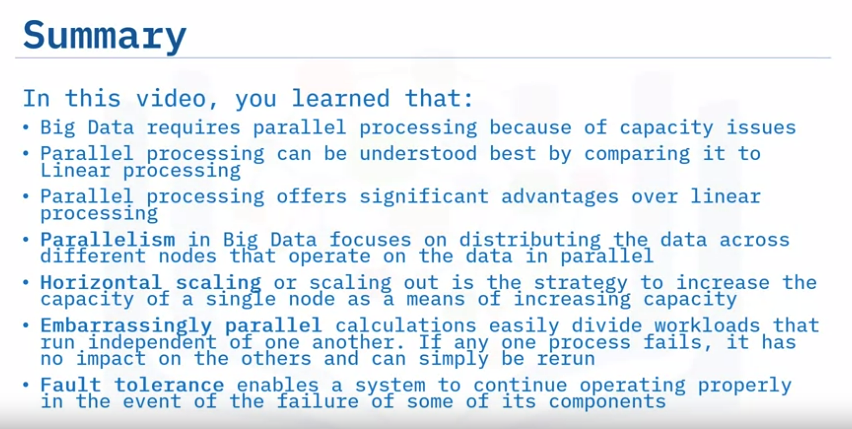 Summary
In this video, you learned that:
• Big Data requires parallel processing because of capacity issues
• Parallel processing can be understood best by comparing it to
Linear processing
• Parallel processing offers significant advantages over linear
processing
• Parallelism in Big Data focuses on distributing the data across
different nodes that operate on the data in parallel
• Horizontal scaling or scaling out is the strategy to increase the
capacity of a single node as a means of increasing capacity
• Embarrassingly parallel calculations easily divide workloads that
run independent of one another. If any one process fails, it has
no impact on the others and can simply be rerun
• Fault tolerance enables a system to continue operating properly
in the event of the failure of some of its components